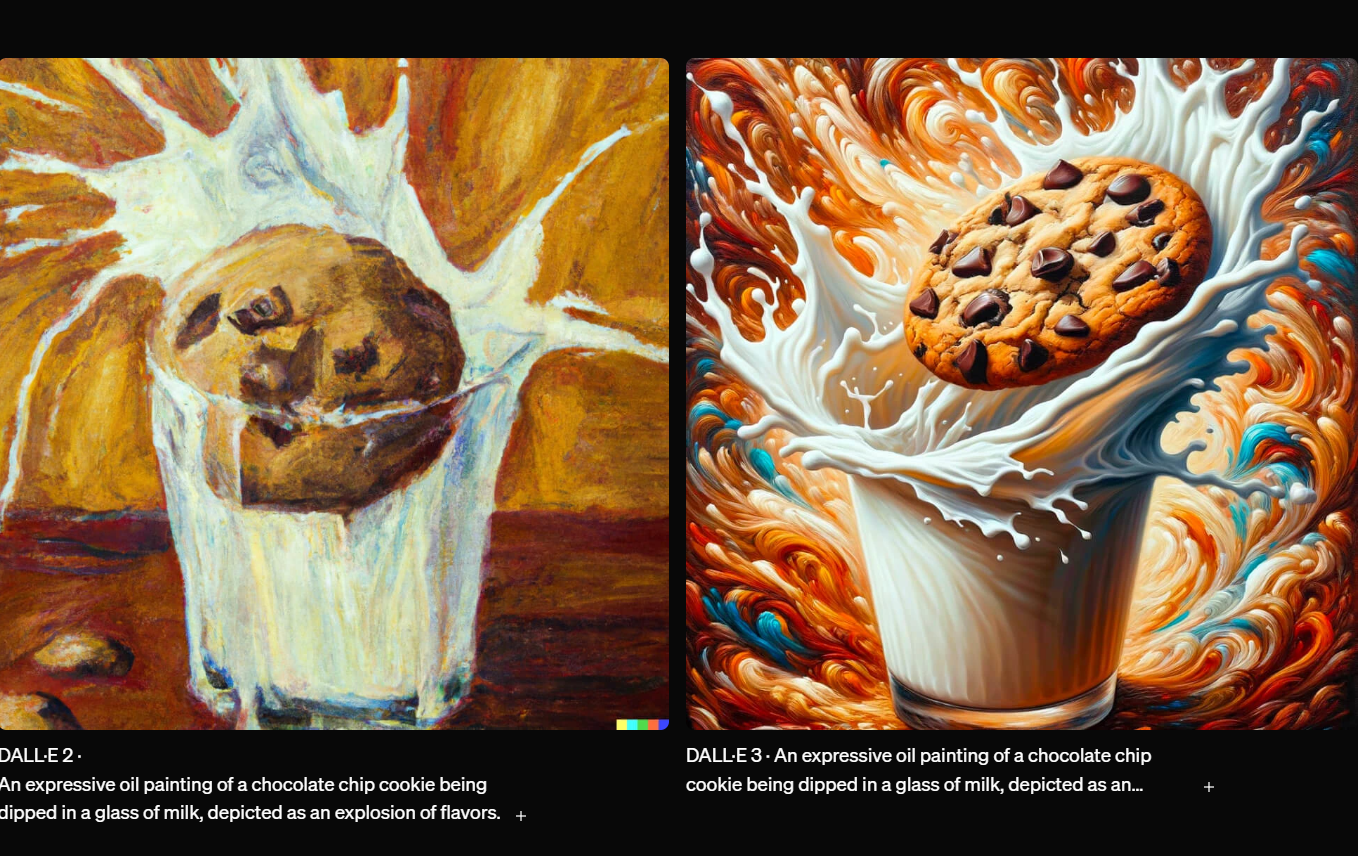 DALL·E 2 ·
An expressive oil painting of a chocolate chip cookie being
dipped in a glass of milk, depicted as an explosion of flavors. +
DALL·E 3 · An expressive oil painting of a chocolate chip
cookie being dipped in a glass of milk, depicted as an... +